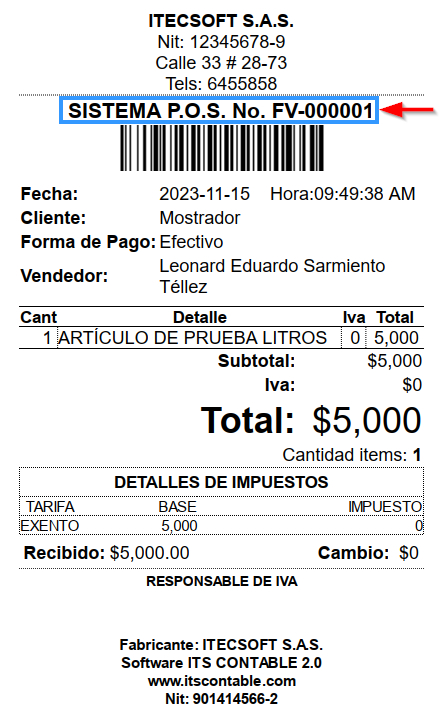 ITECSOFT S.A.S.
Nit: 12345678-9
Calle 33 # 28-73
Tels: 6455858
SISTEMA P.O.S. No. FV-000001
Fecha: 2023-11-15 Hora:09:49:38 AM
Cliente: Mostrador
Forma de Pago: Efectivo
Vendedor: Leonard Eduardo Sarmiento
Téllez
Cant Detalle Iva Total
1 ARTÍCULO DE PRUEBA LITROS 0 5,000
Subtotal: $5,000
Iva: $0
Total: $5,000
Cantidad items: 1
DETALLES DE IMPUESTOS
TARIFA BASE IMPUESTO
EXENTO 5,000 0
Recibido: $5,000.00 Cambio: $0
RESPONSABLE DE IVA
Fabricante: ITECSOFT S.A.S.
Software ITS CONTABLE 2.0
www.itscontable.com
Nit: 901414566-2